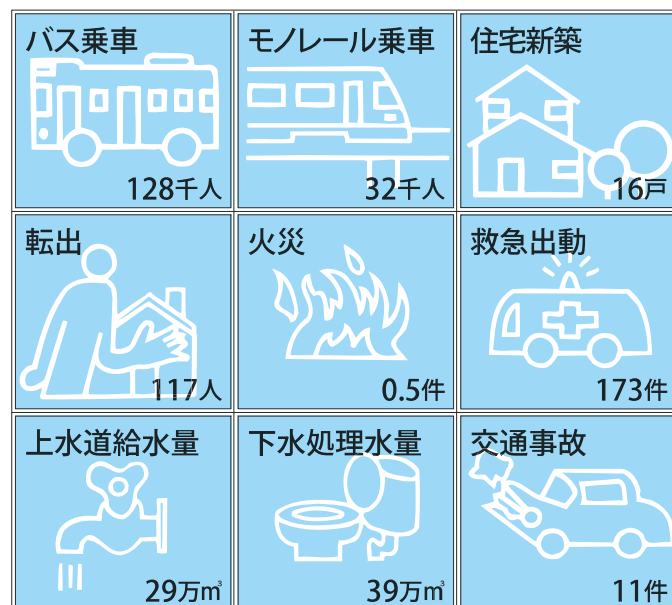 バス乗車
128千人
モノレール乗車
32千人
住宅新築
16戸
転出
117人
火災
0.5件
救急出動
173件
上水道給水量
29万㎥
下水処理水量
39万㎥
交通事故
11件